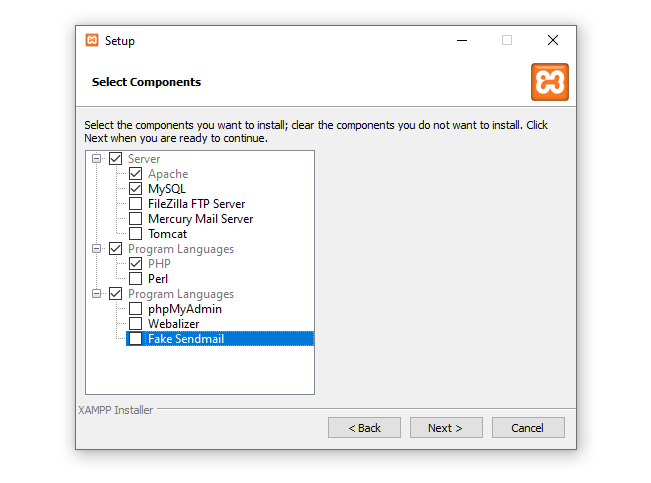 Setup
Select Components
Select the components you want to install; clear the components you do not want to install. Click
Next when you are ready to continue.
Server
Apache
MySQL
FileZilla FTP Server
Mercury Mail Server
Tomcat
Program Languages
PHP
Perl
Program Languages
phpMyAdmin
Webalizer
Fake Sendmail
XAMPP Installer
< Back
Next >
Cancel